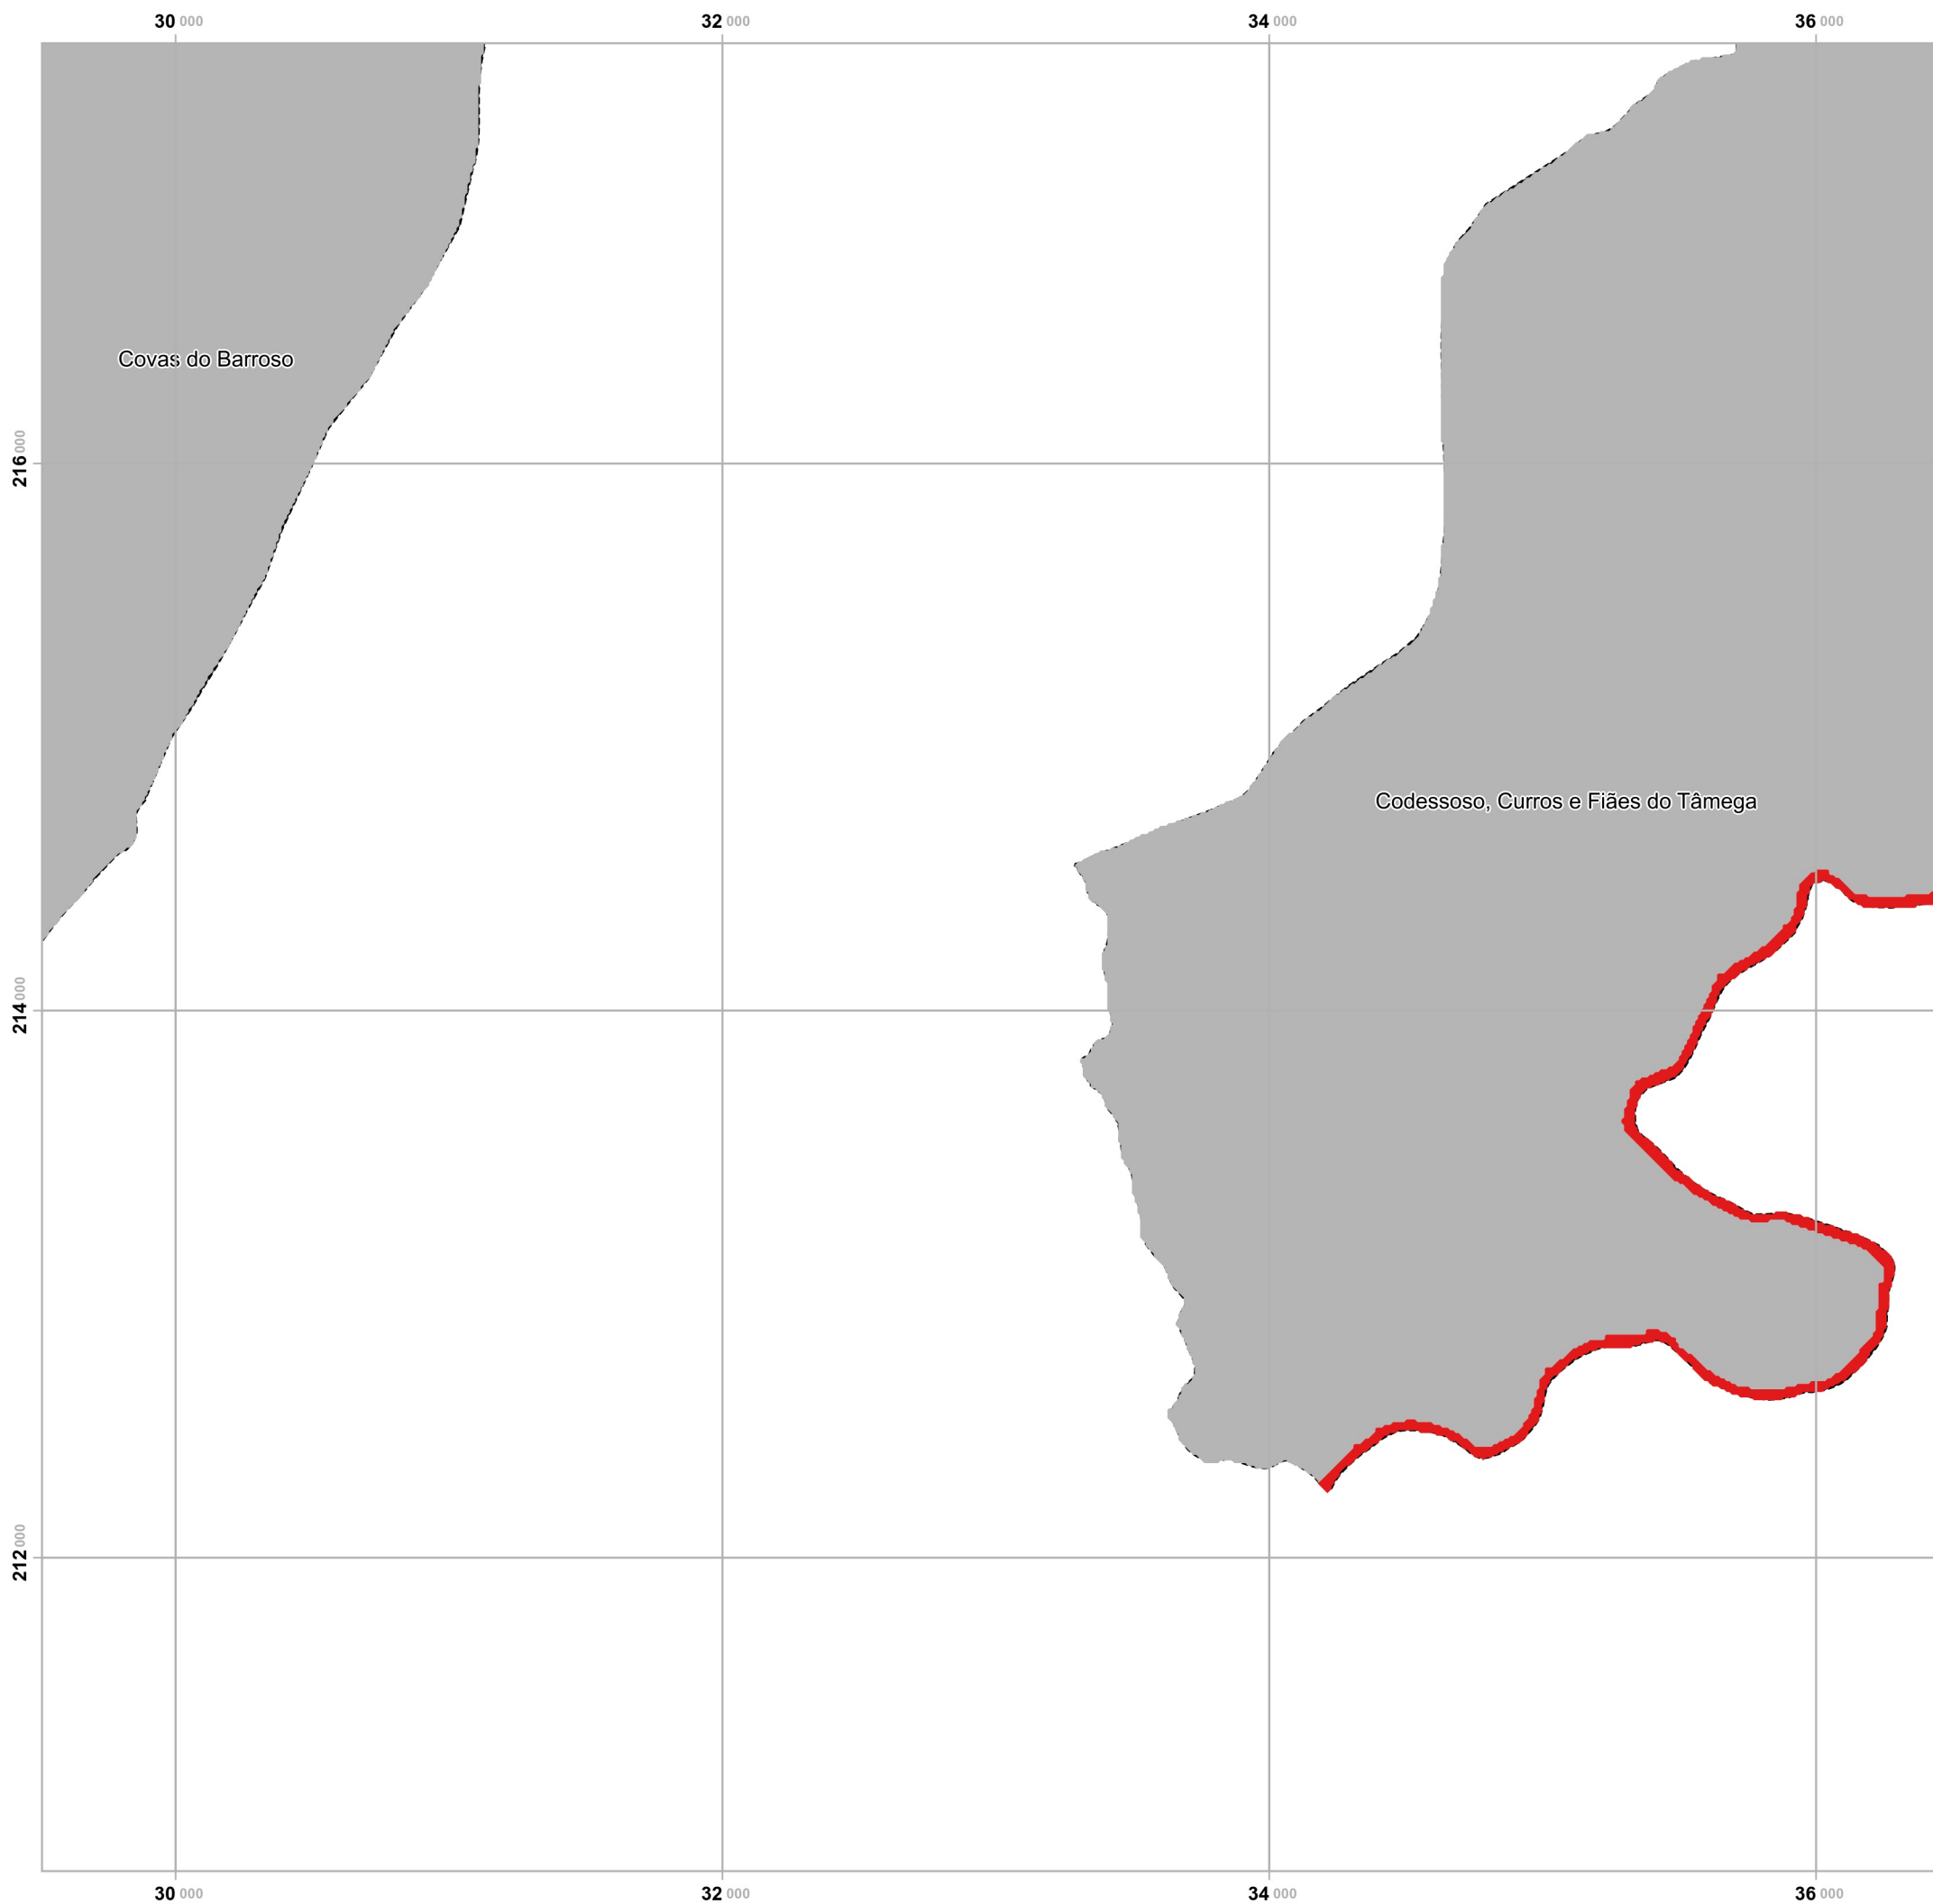 30 000 32 000 34 000 36 000
Covas do Barroso
216 000
Codessoso, Curros e Fiães do Tâmega
214 000
212 000
30 000 32 000 34 000 36 000